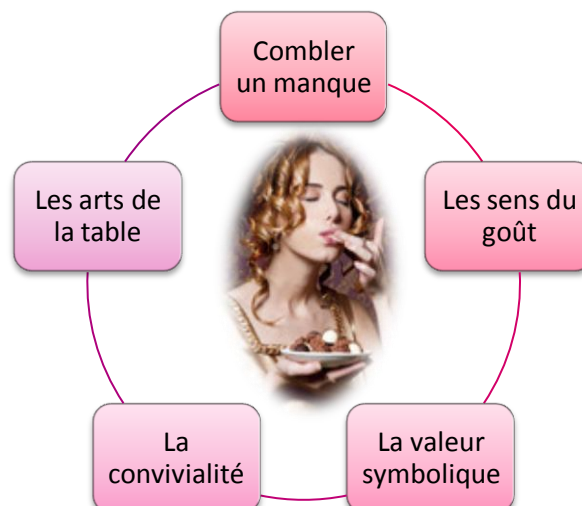 Combler
un manque
Les sens du
goût
La valeur
symbolique
La
convivialité
Les arts de
la table